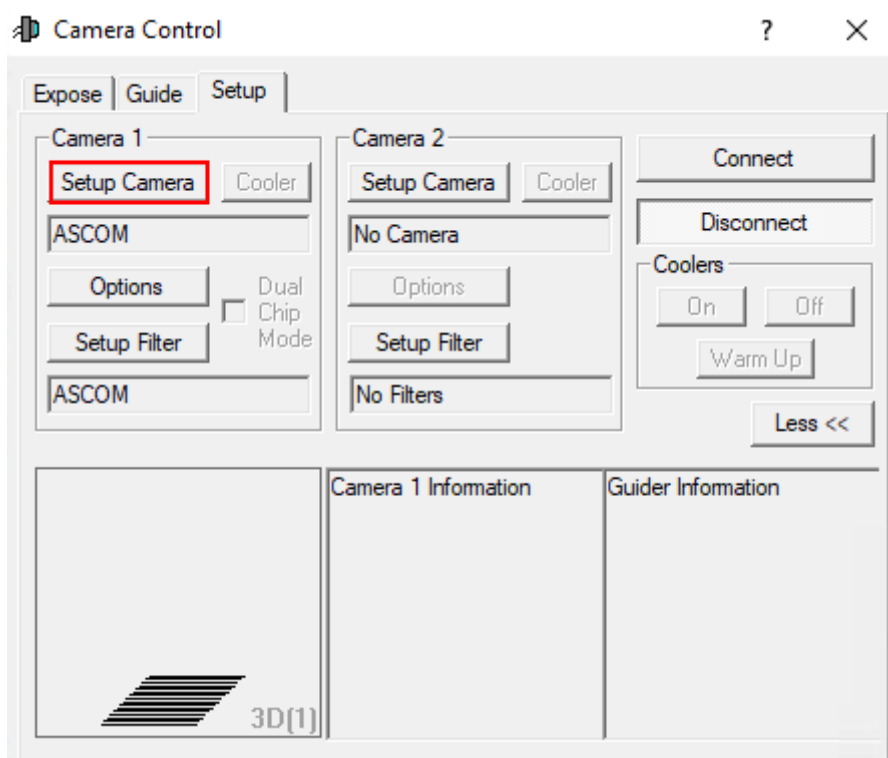 Camera Control
?
Expose Guide Setup
Camera 1
Setup Camera Cooler
ASCOM
Options
Dual
Chip
Mode
Setup Filter
ASCOM
Camera 2
Setup Camera Cooler
No Camera
Options
Setup Filter
No Filters
Connect
Disconnect
Coolers
On Off
Warm Up
Less <<
3D(1)
Camera 1 Information
Guider Information